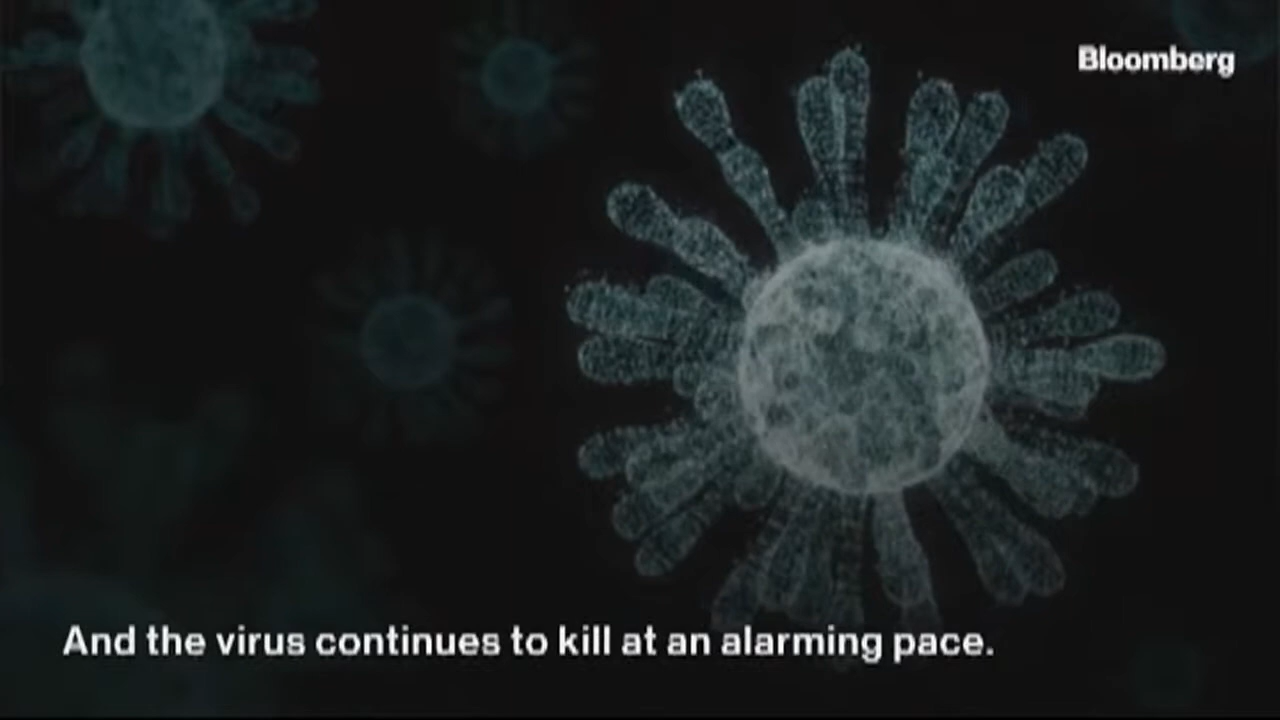 Bloomberg
And the virus continues to kill at an alarming pace.